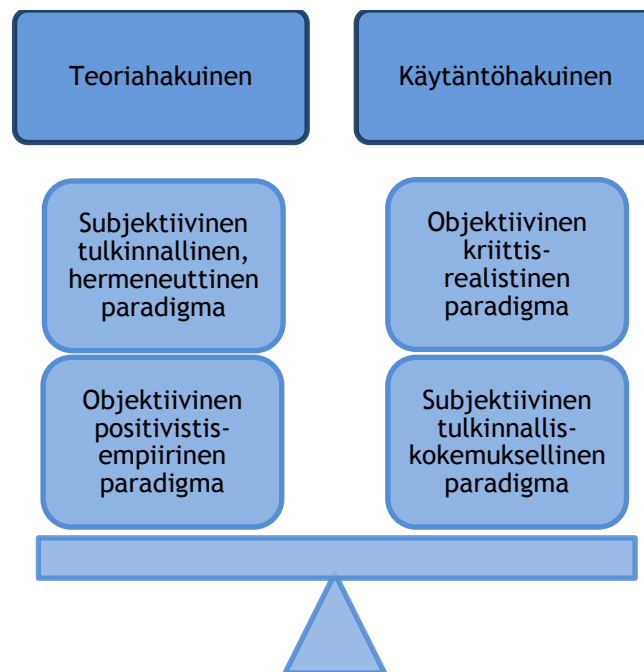 Teoriahakuinen
Käytäntöhakuinen
Subjektiivinen
tulkinnallinen,
hermeneuttinen
paradigma
Objektiivinen
kriittis-
realistinen
paradigma
Objektiivinen
positivistis-
empiirinen
paradigma
Subjektiivinen
tulkinnallis-
kokemuksellinen
paradigma